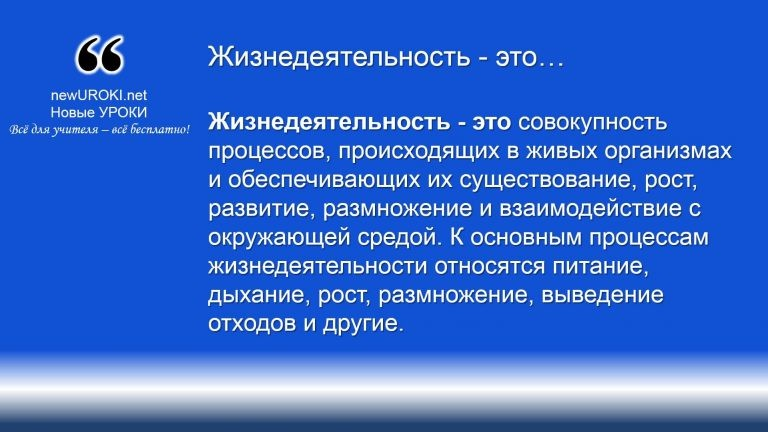 ❝
newUROKI.net
Новые УРОКИ
Всё для учителя – всё бесплатно!
Жизнедеятельность - это…
Жизнедеятельность - это совокупность
процессов, происходящих в живых организмах
и обеспечивающих их существование, рост,
развитие, размножение и взаимодействие с
окружающей средой. К основным процессам
жизнедеятельности относятся питание,
дыхание, рост, размножение, выведение
отходов и другие.